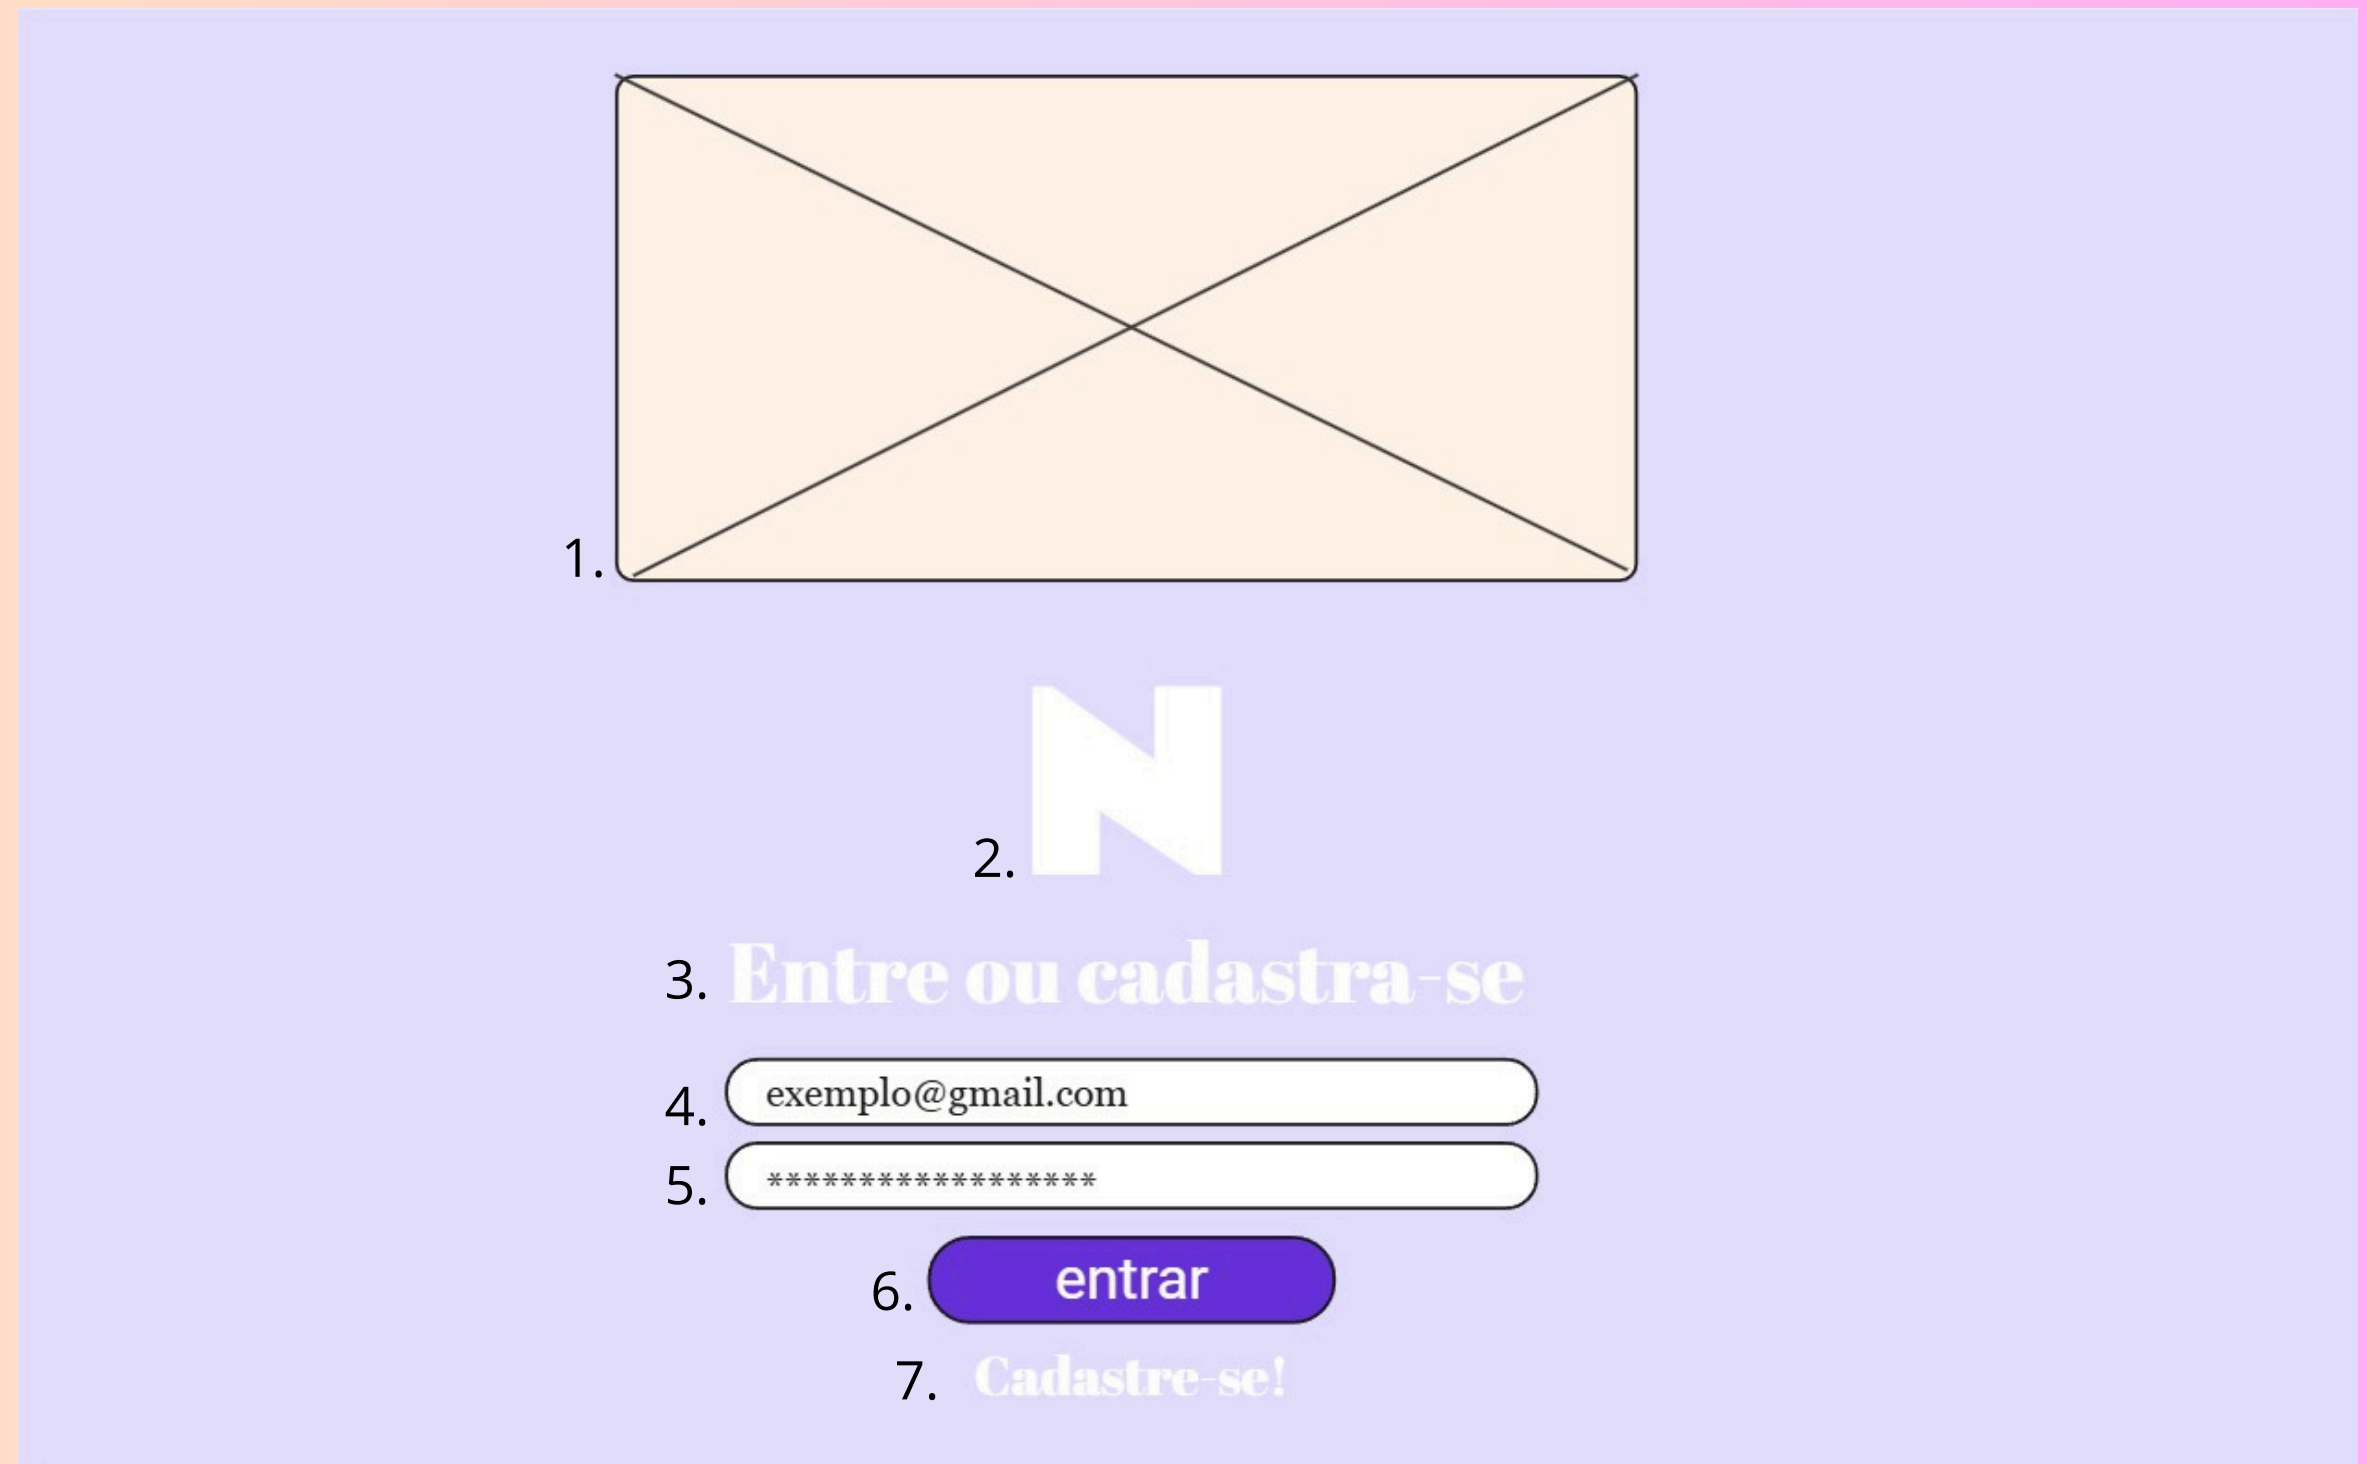 1.
2. N
3. Entre ou cadastra-se
4. exemplo@gmail.com
5. ******************
6. entrar
7. Cadastre-se!